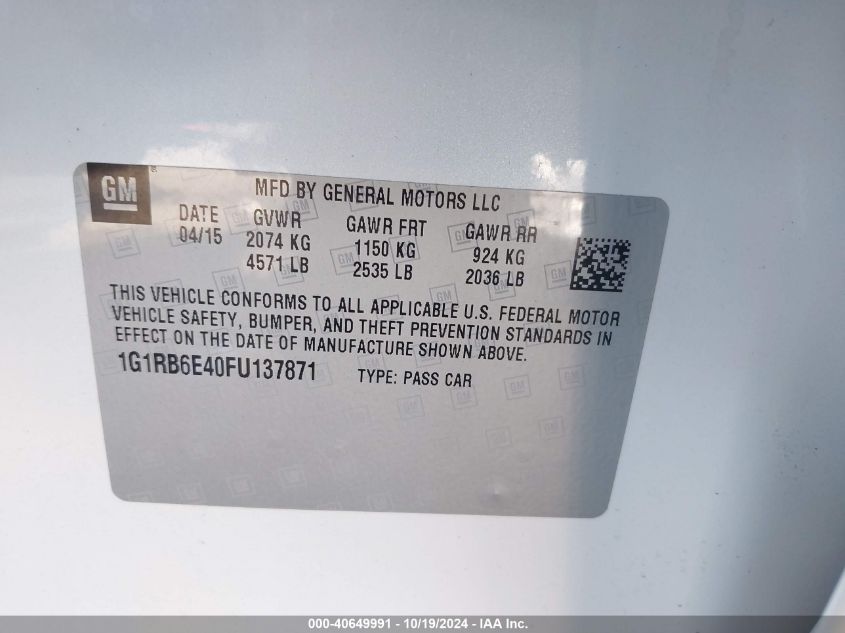 GM
MFD BY GENERAL MOTORS LLC
DATE GVWR GAWR FRT GAWR RR
04/15 2074 KG 1150 KG 924 KG
4571 LB 2535 LB 2036 LB
THIS VEHICLE CONFORMS TO ALL APPLICABLE U.S. FEDERAL MOTOR
VEHICLE SAFETY, BUMPER, AND THEFT PREVENTION STANDARDS IN
EFFECT ON THE DATE OF MANUFACTURE SHOWN ABOVE.
1G1RB6E40FU137871 TYPE: PASS CAR
000-40649991 - 10/19/2024 - IAA Inc.